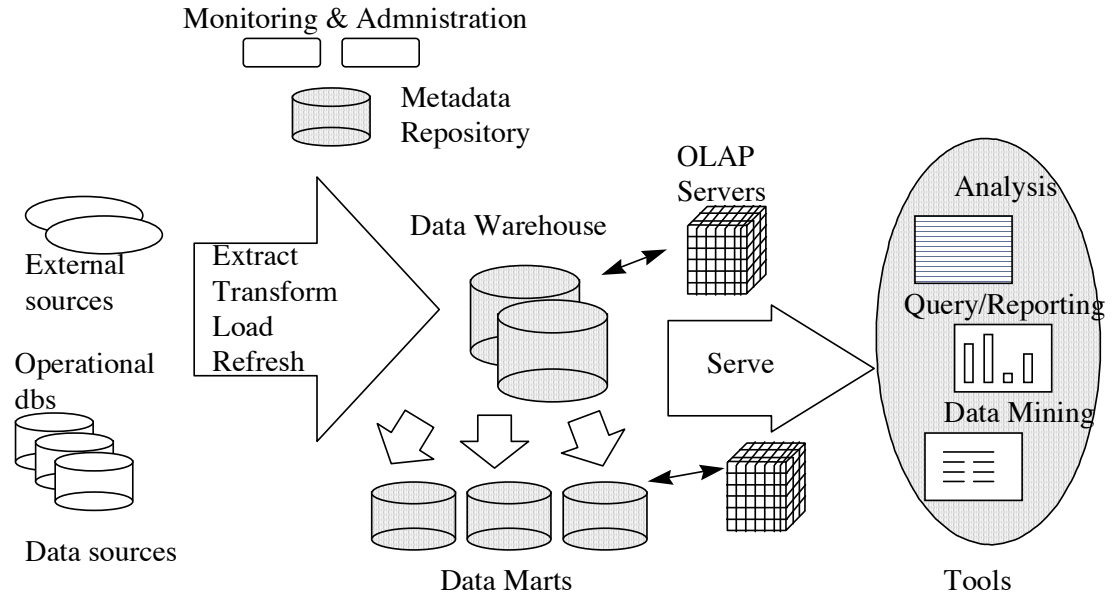 Monitoring & Admnistration
Metadata
Repository
OLAP
Servers
Analysis
Data Warehouse
External
sources
Extract
Transform
Load
Refresh
Query/Reporting
Serve
Operational
dbs
Data Mining
Data sources
Data Marts
Tools